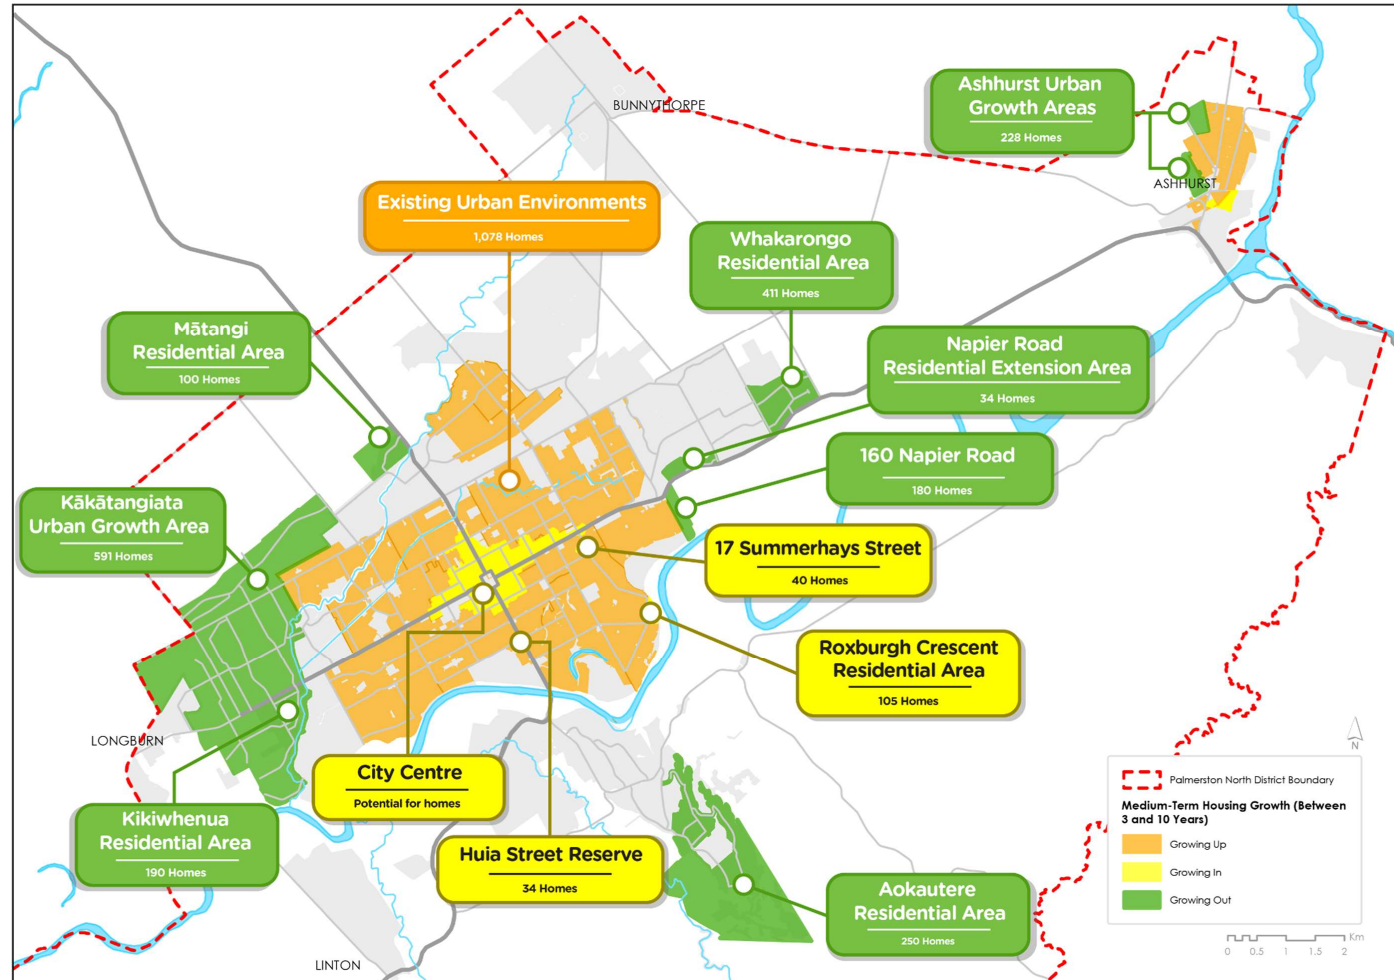 BUNNYTHORPE
Ashhurst Urban
Growth Areas
228 Homes
ASHHURST
Existing Urban Environments
1,078 Homes
Whakarongo
Residential Area
411 Homes
Mātangi
Residential Area
100 Homes
Napier Road
Residential Extension Area
34 Homes
160 Napier Road
180 Homes
Kākātangiata
Urban Growth Area
591 Homes
17 Summerhays Street
40 Homes
Roxburgh Crescent
Residential Area
105 Homes
LONGBURN
City Centre
Potential for homes
Kikiwhenua
Residential Area
190 Homes
Huia Street Reserve
34 Homes
Aokautere
Residential Area
250 Homes
LINTON
N
Palmerston North District Boundary
Medium-Term Housing Growth (Between
3 and 10 Years)
Growing Up
Growing In
Growing Out
Km
0 0.5 1 1.5 2